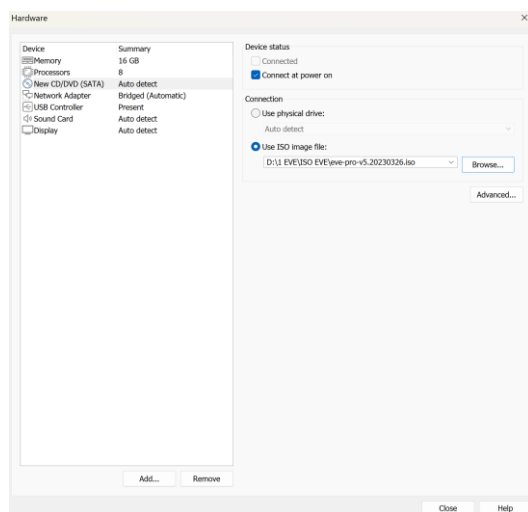 Hardware
Device Summary
Memory 16 GB
Processors 8
New CD/DVD (SATA) Auto detect
Network Adapter Bridged (Automatic)
USB Controller Present
Sound Card Auto detect
Display Auto detect
Add...
Remove
Device status
Connected
Connect at power on
Connection
Use physical drive:
Auto detect
Use ISO image file:
D:\1 EVE\ISO EVE\eve-pro-v5.20230326.iso
Browse...
Advanced...
Close
Help